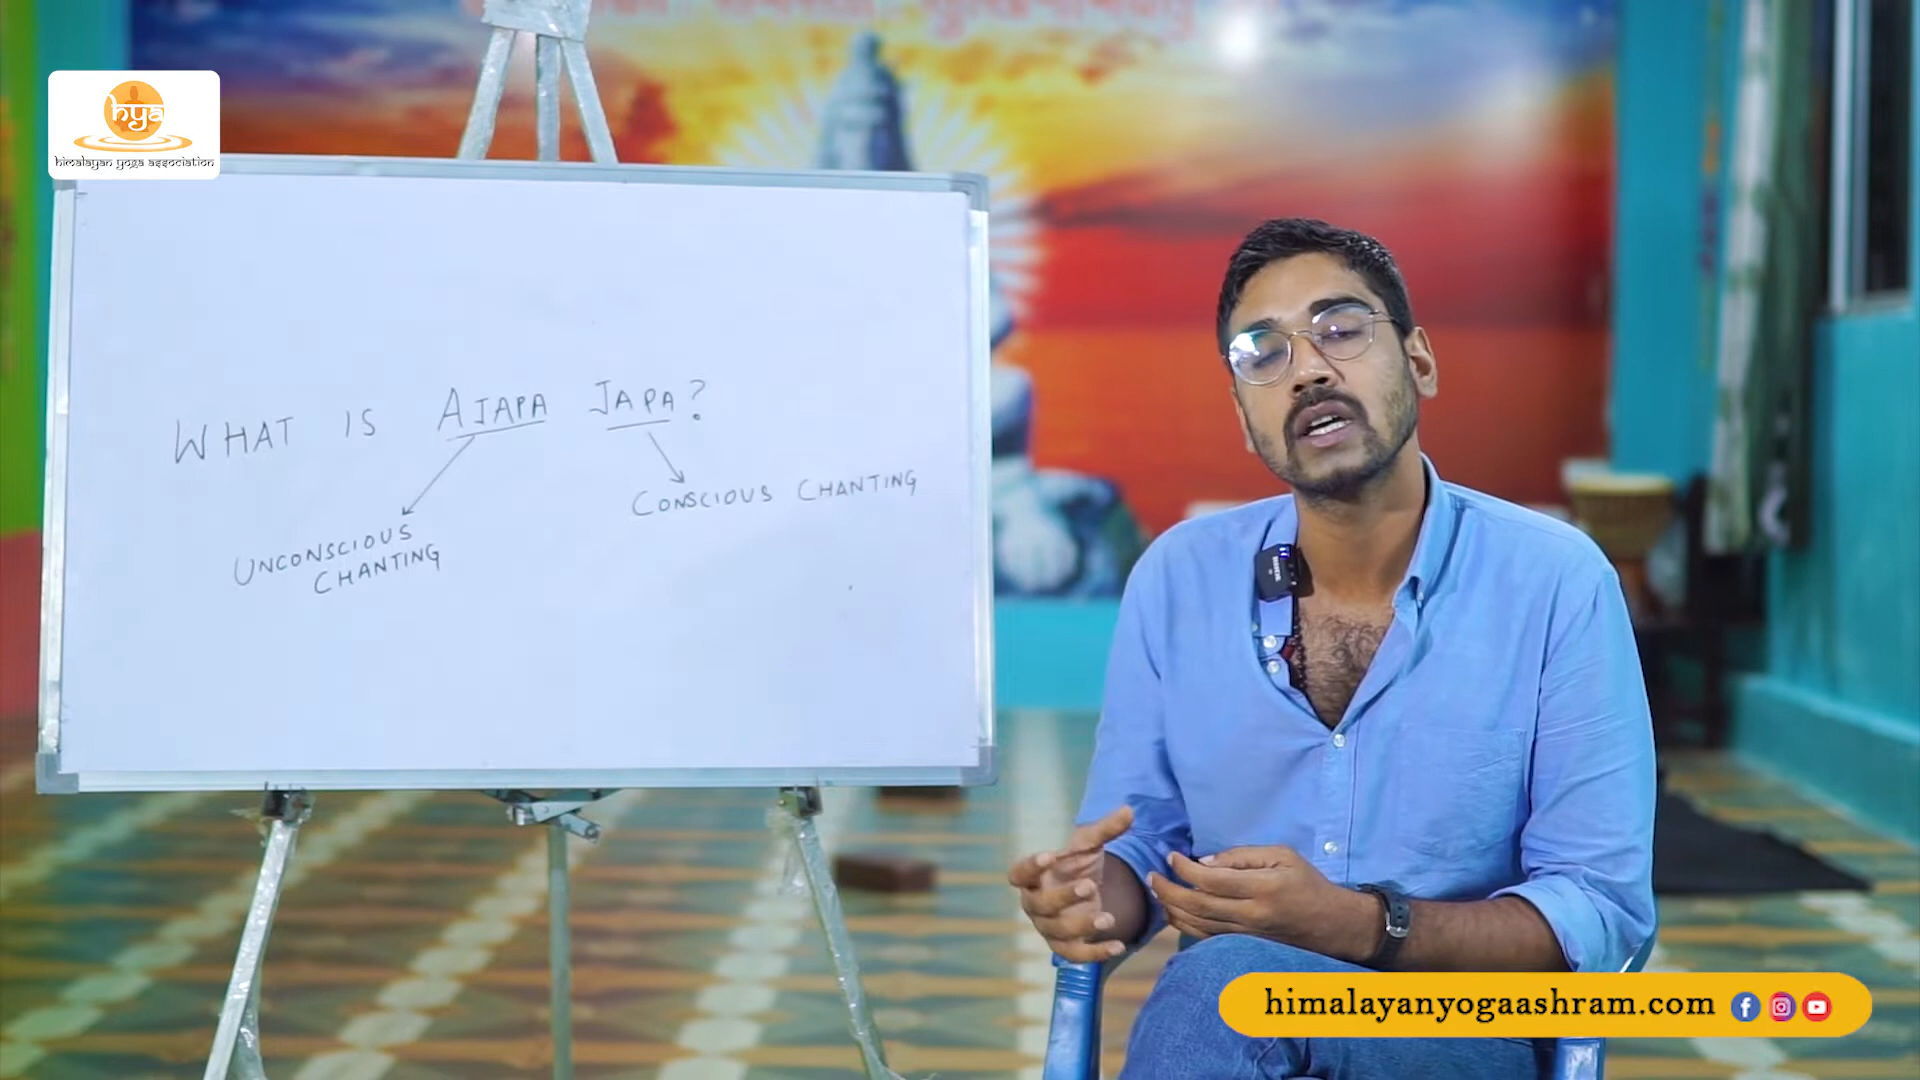 hya
himalayan yoga association
WHAT IS AJAPA JAPA?
CONSCIOUS CHANTING
UNCONSCIOUS
CHANTING
himalayanyogaashram.com